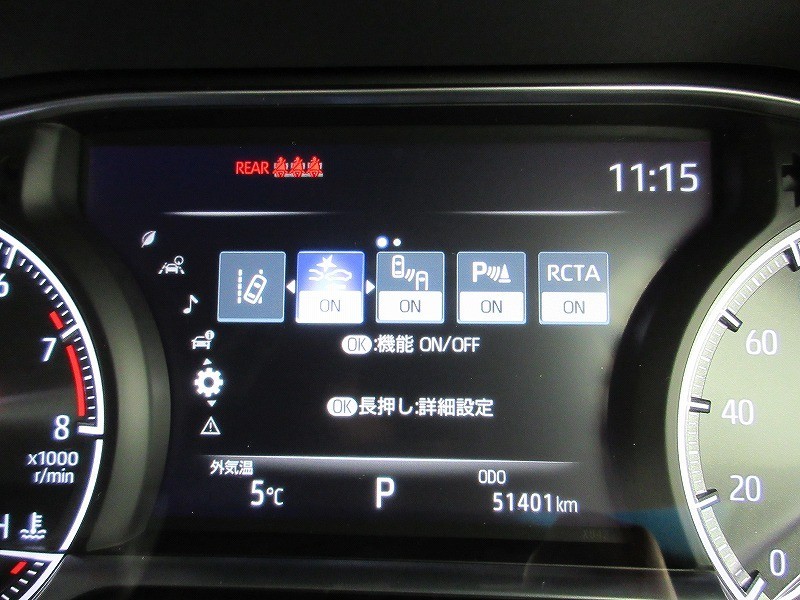 REAR
11:15
ON
ON
P
ON
RCTA
ON
OK:機能 ON/OFF
OK長押し:詳細設定
外気温
5℃
P
ODO
51401km
6
7
8
x1000
r/min
H
60
40
20
0